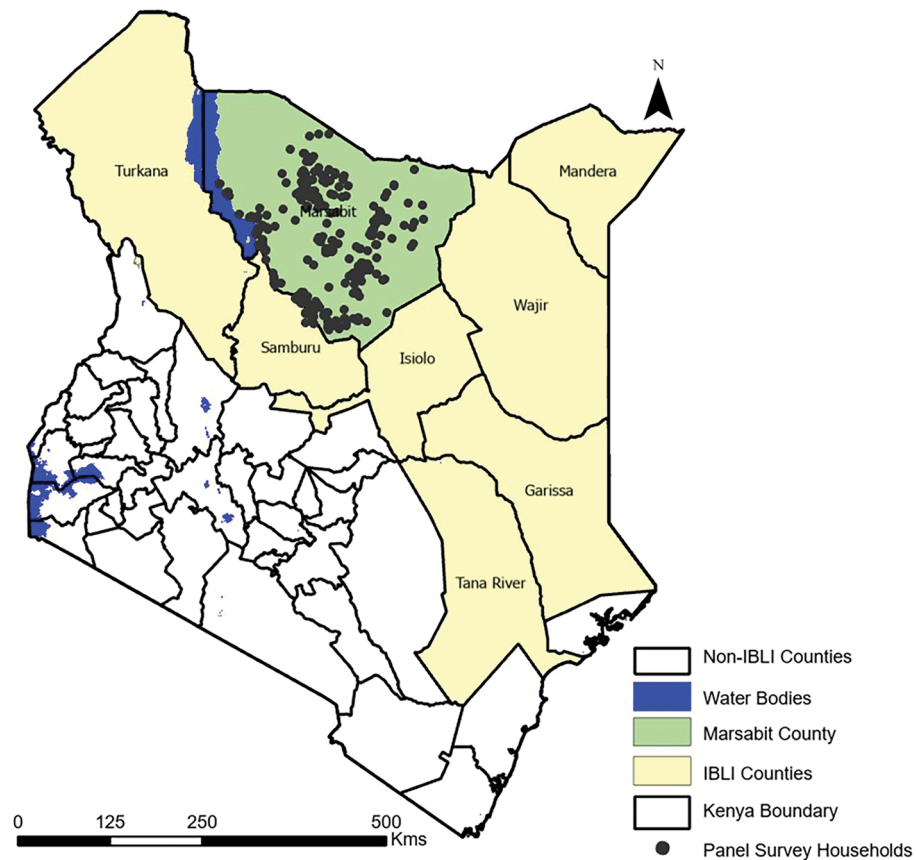 N
Turkana
Mandera
Marsabit
Wajir
Samburu
Isiolo
Garissa
Tana River
Non-IBLI Counties
Water Bodies
Marsabit County
IBLI Counties
Kenya Boundary
Panel Survey Households
0 125 250 500
Kms